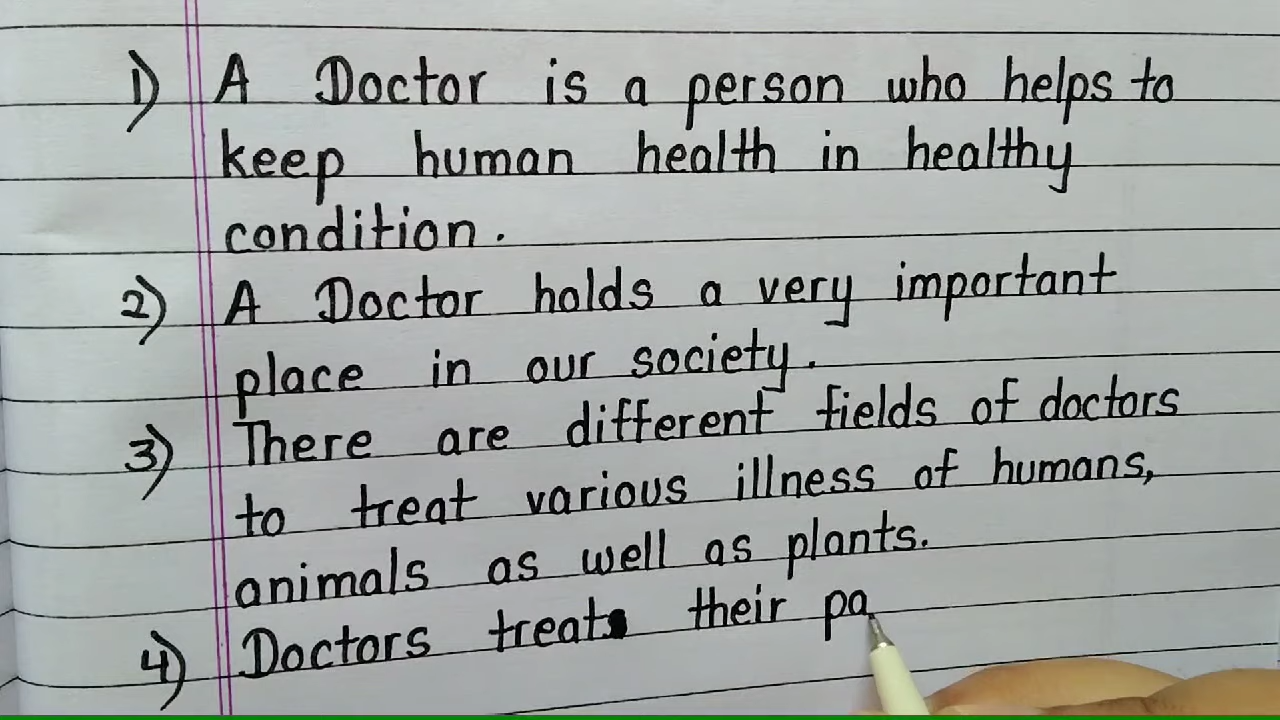 1) A Doctor is a person who helps to
keep human health in healthy
condition.
2) A Doctor holds a very important
place in our society.
3) There are different fields of doctors
to treat various illness of humans,
animals as well as plants.
4) Doctors treats their pa